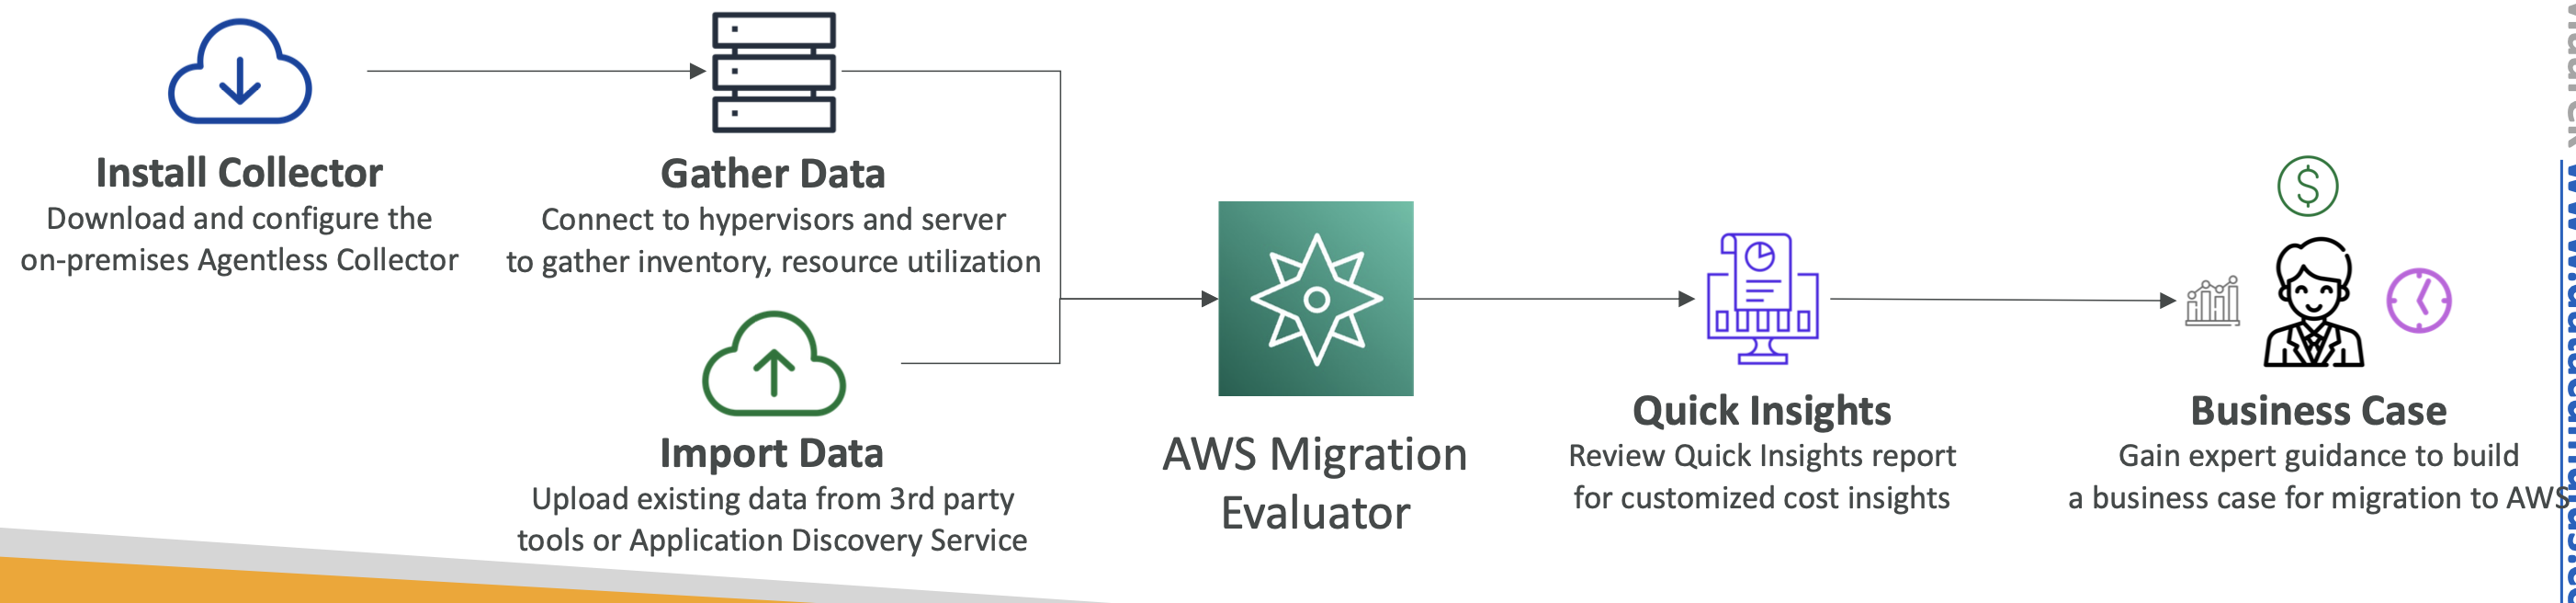 Install Collector
Download and configure the
on-premises Agentless Collector
Gather Data
Connect to hypervisors and server
to gather inventory, resource utilization
Import Data
Upload existing data from 3rd party
tools or Application Discovery Service
AWS Migration
Evaluator
Quick Insights
Review Quick Insights report
for customized cost insights
Business Case
Gain expert guidance to build
a business case for migration to AWS